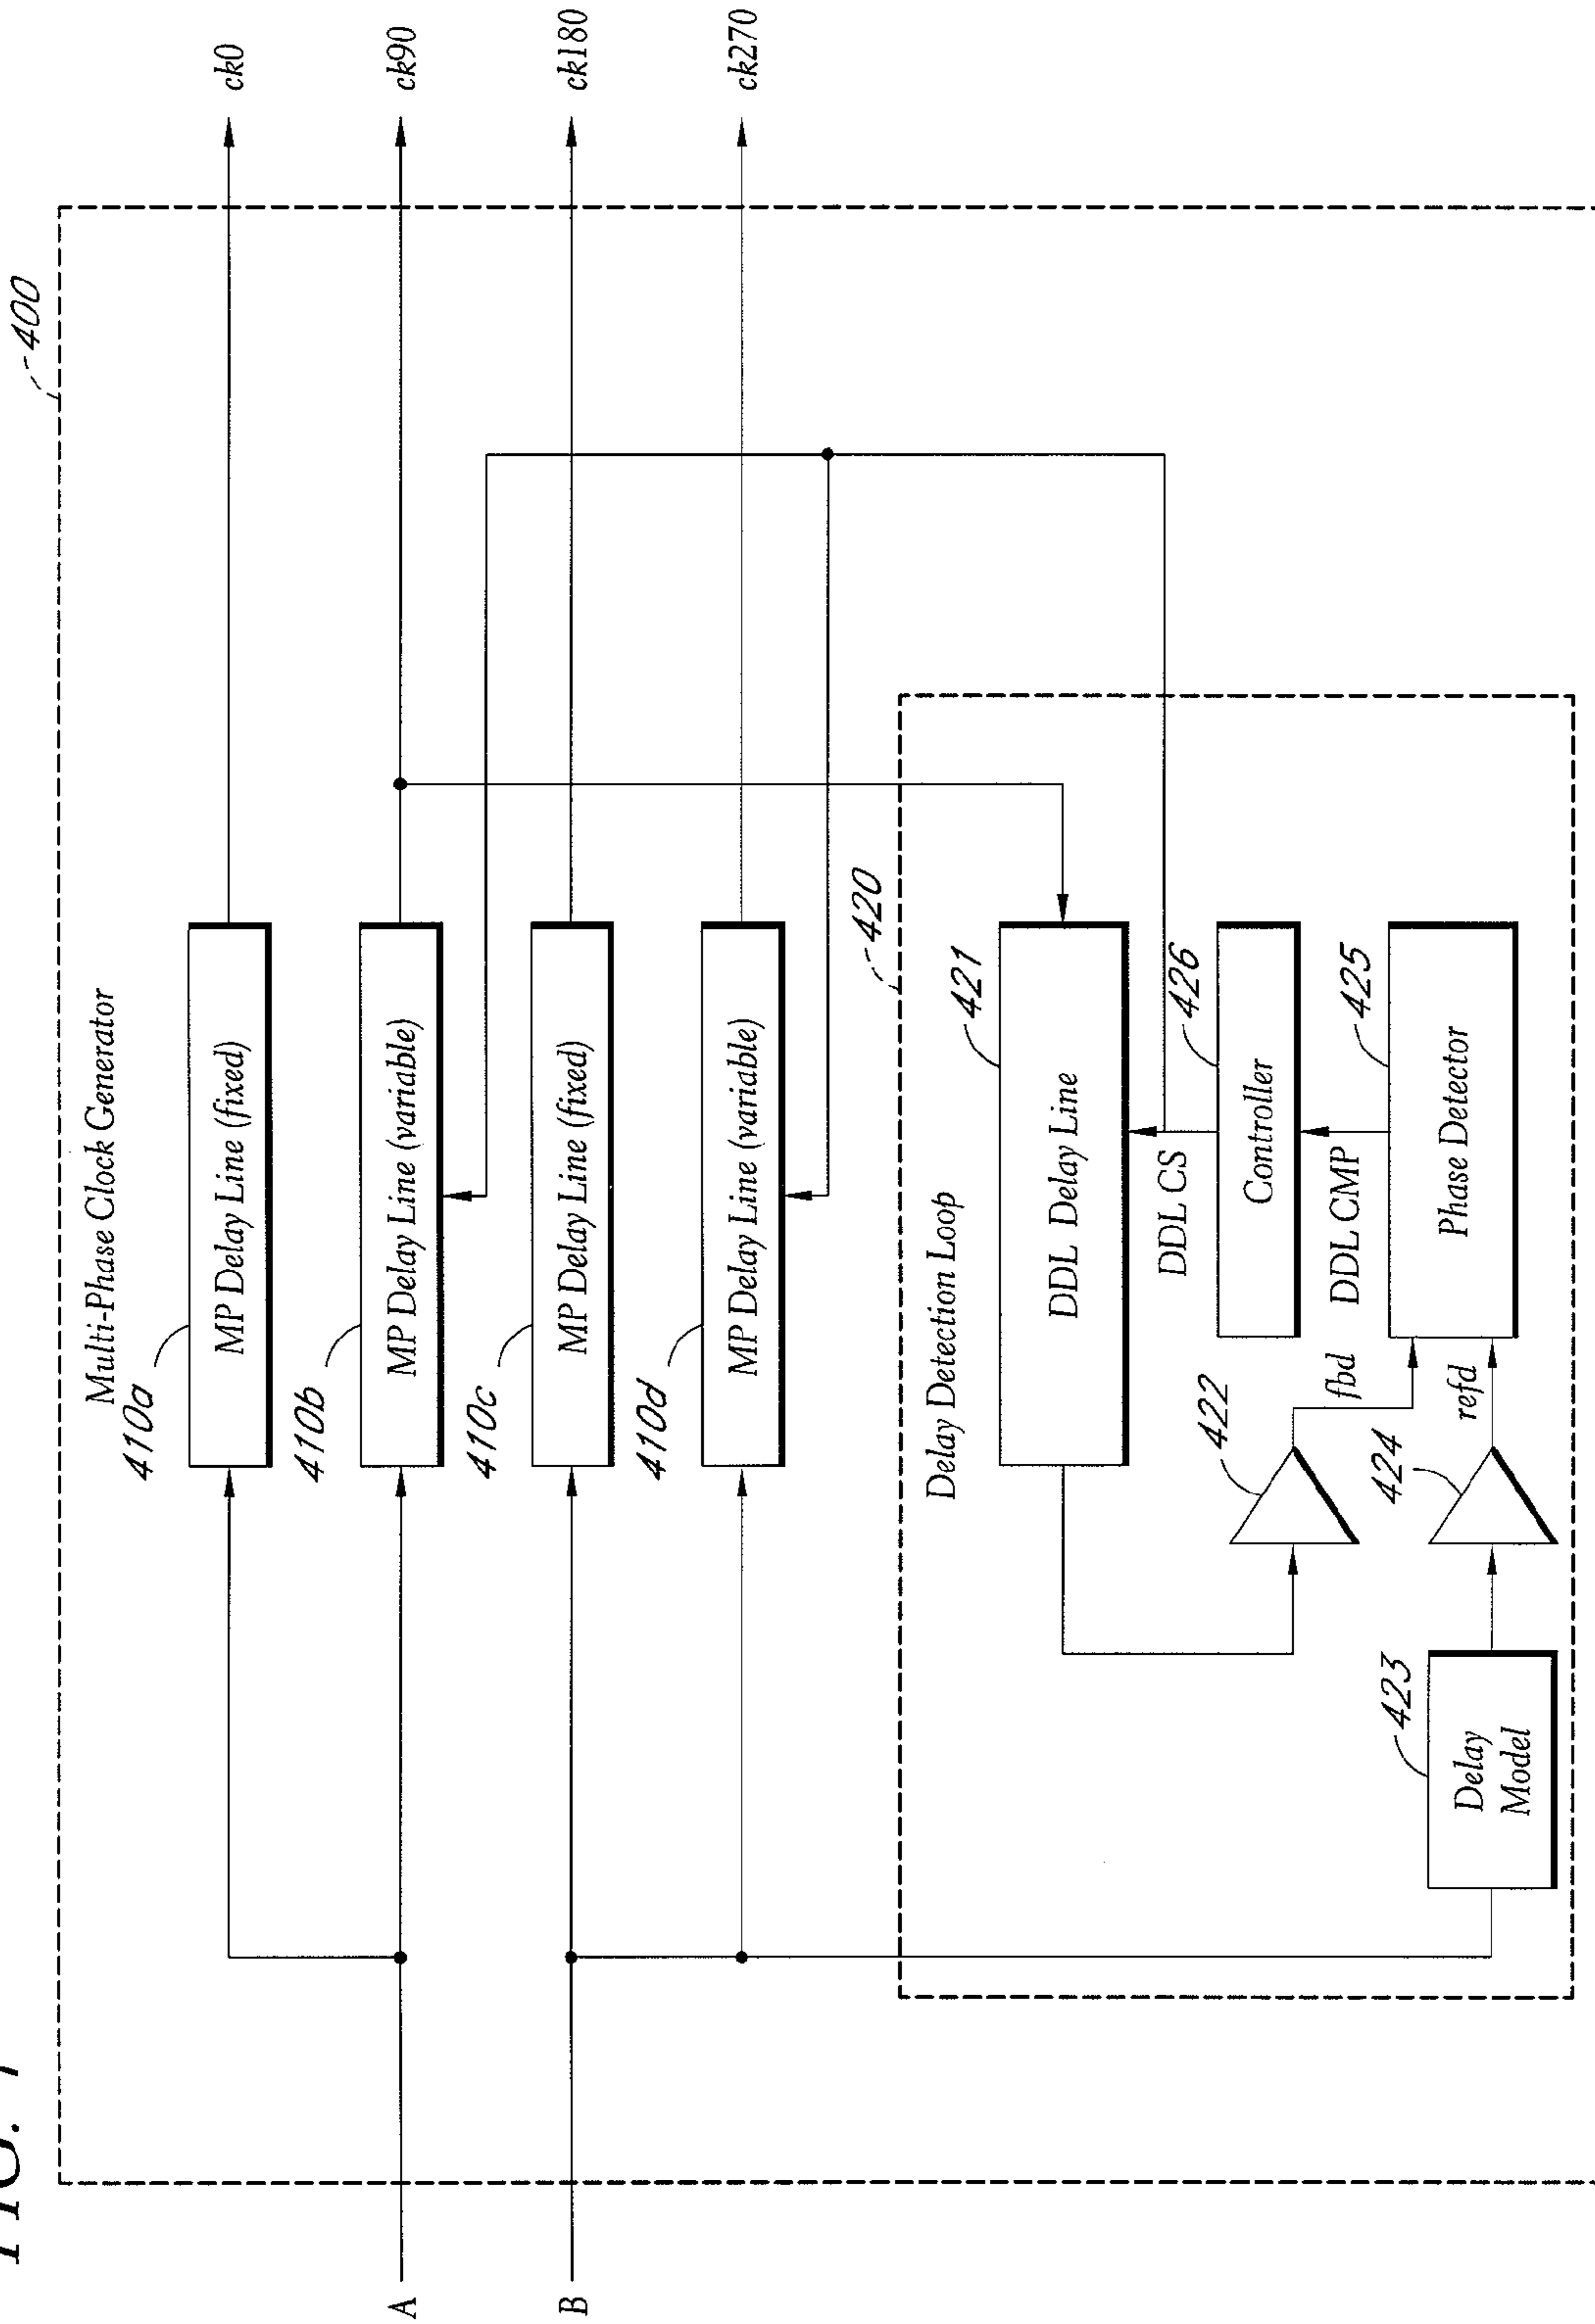 400
Multi-Phase Clock Generator
410a
MP Delay Line (fixed)
ck0
A
410b
MP Delay Line (variable)
ck90
B
410c
MP Delay Line (fixed)
ck180
410d
MP Delay Line (variable)
ck270
420
Delay Detection Loop
421
DDL Delay Line
DDL CS
426
Controller
DDL CMP
425
Phase Detector
422
fbd
424
refd
423
Delay
Model